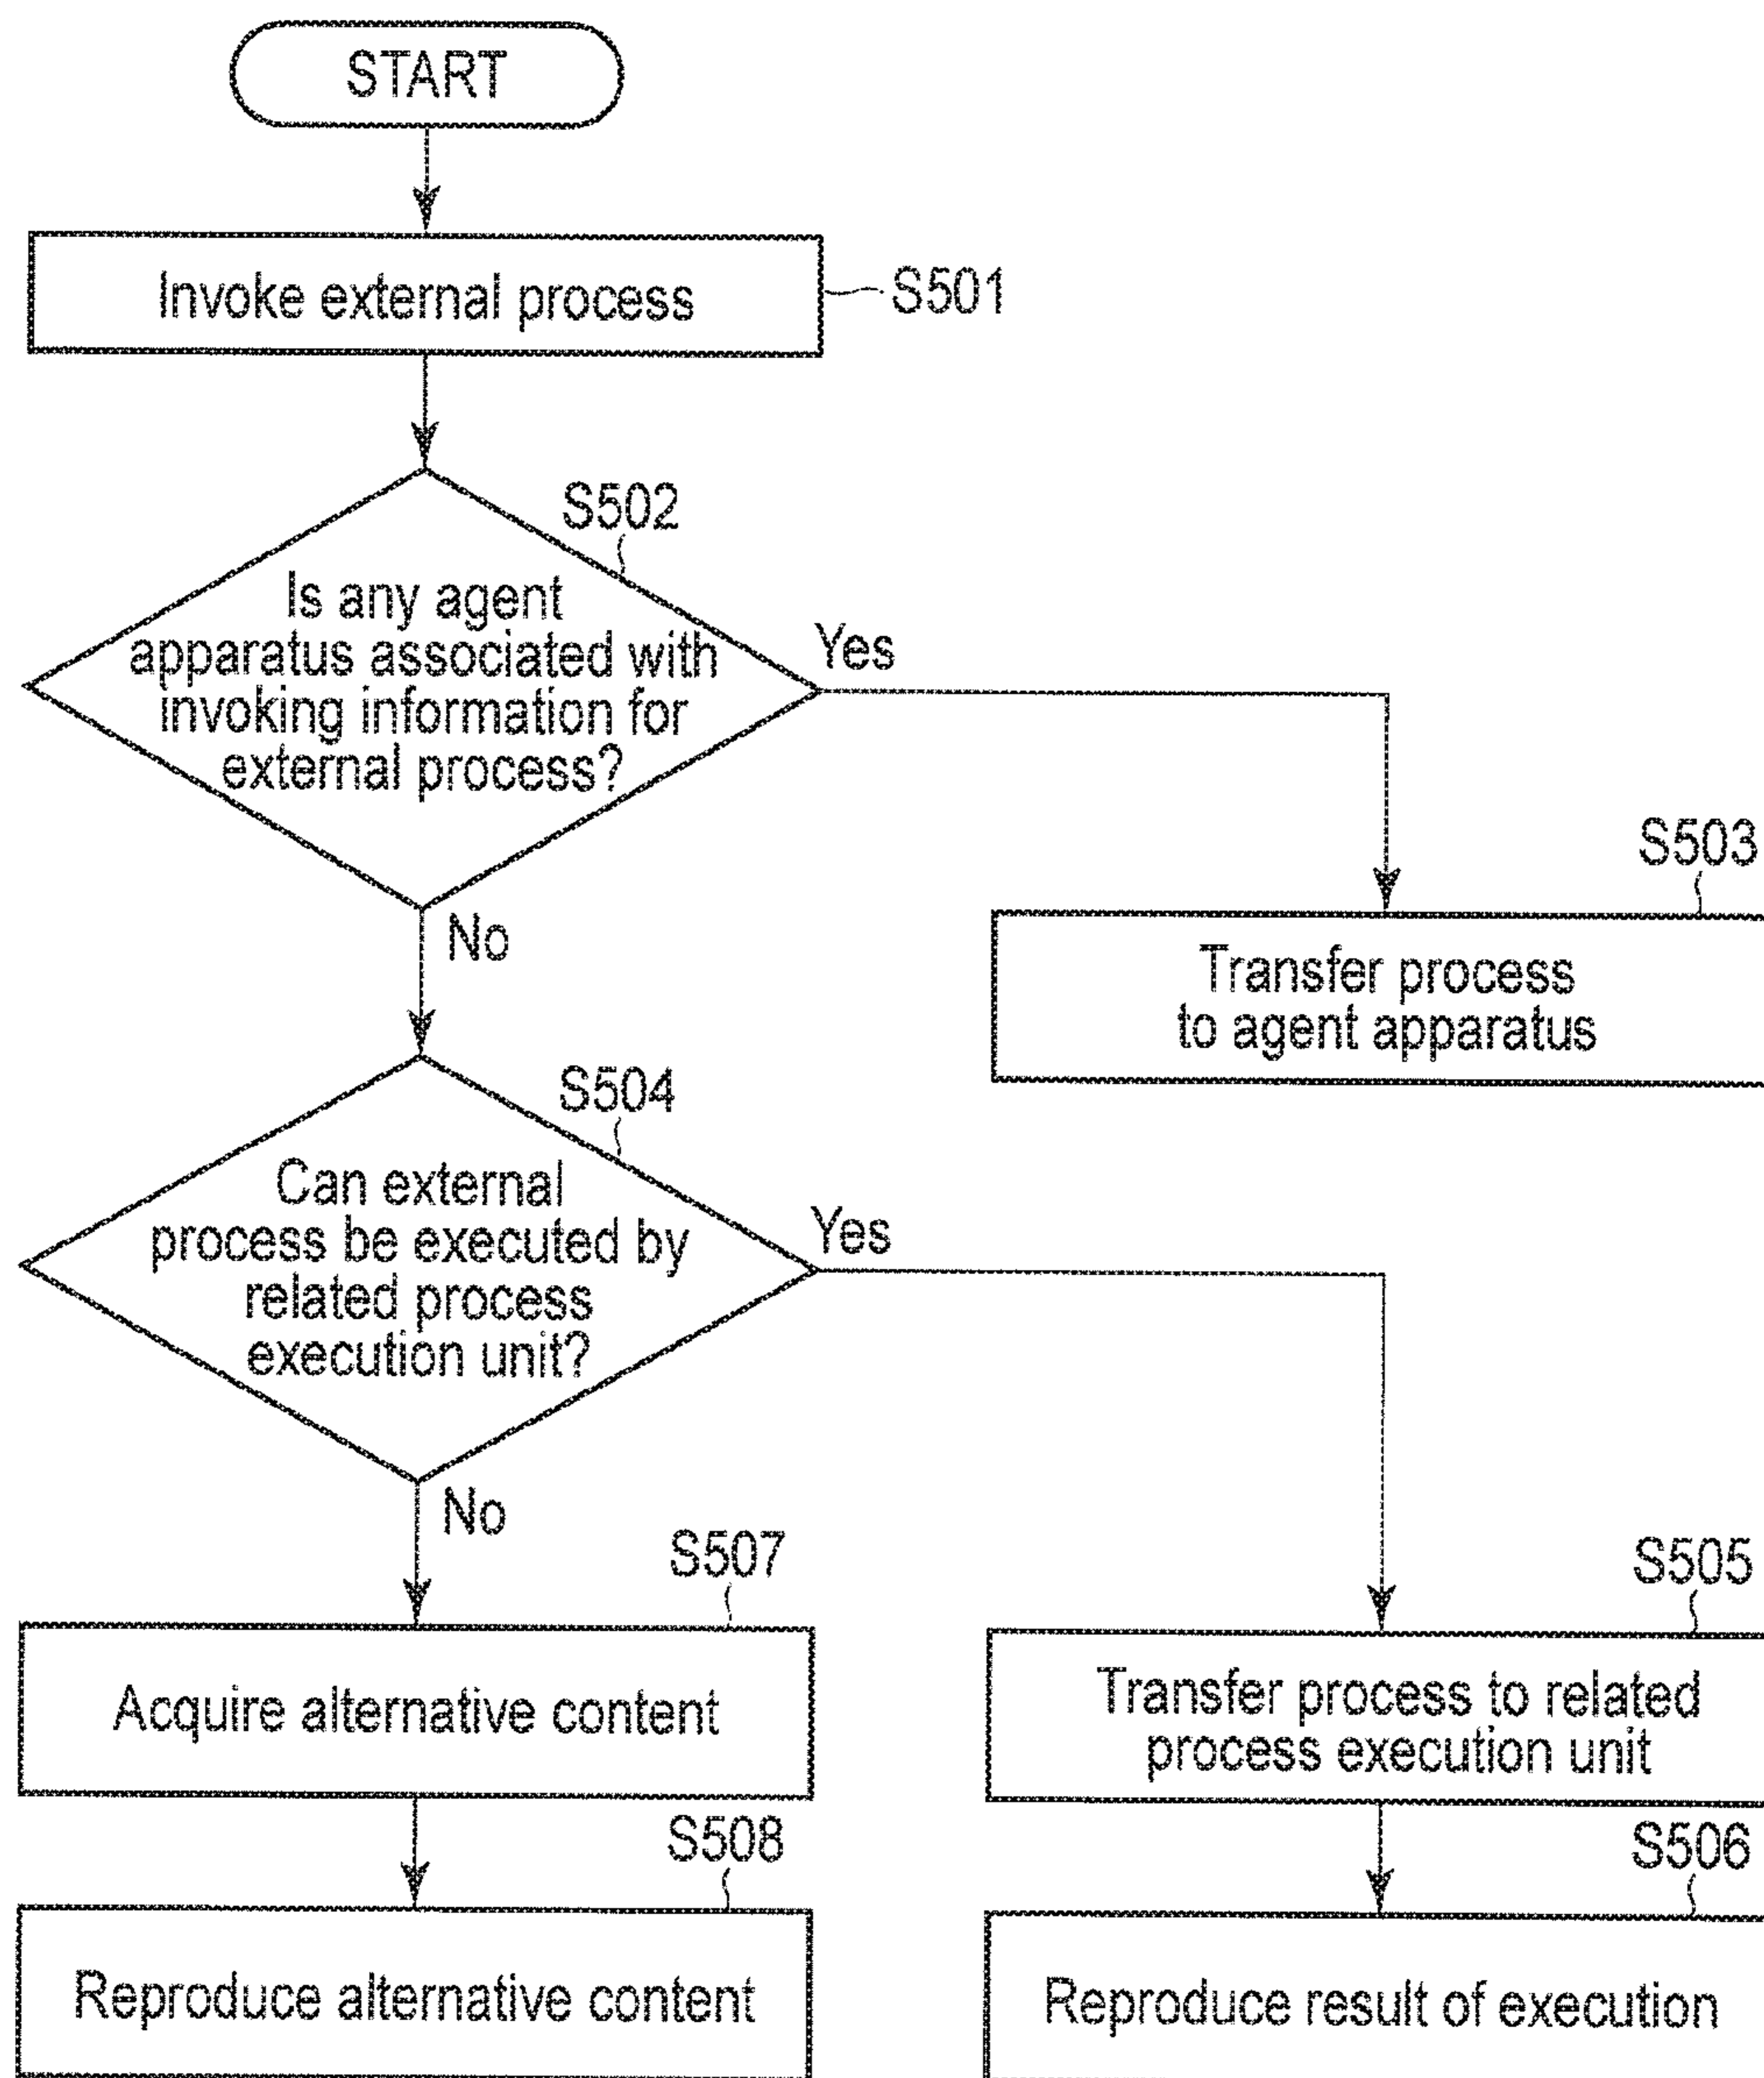 START
Invoke external process
S501
S502
Is any agent
apparatus associated with
invoking information for
external process?
Yes
No
S503
Transfer process
to agent apparatus
S504
Can external
process be executed by
related process
execution unit?
Yes
No
S507
Acquire alternative content
S505
Transfer process to related
process execution unit
S508
Reproduce alternative content
S506
Reproduce result of execution